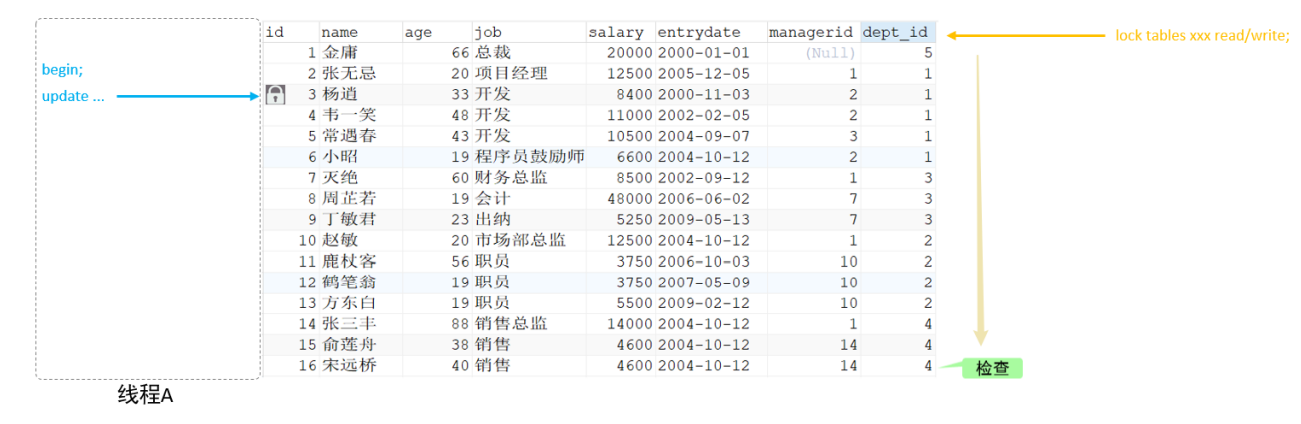 id name age job salary entrydate managerid dept_id
lock tables xxx read/write;
1 金庸 66 总裁 20000 2000-01-01 (Null) 5
begin;
2 张无忌 20 项目经理 12500 2005-12-05 1 1
update ...
3 杨逍 33 开发 8400 2000-11-03 2 1
4 韦一笑 48 开发 11000 2002-02-05 2 1
5 常遇春 43 开发 10500 2004-09-07 3 1
6 小昭 19 程序员鼓励师 6600 2004-10-12 2 1
7 灭绝 60 财务总监 8500 2002-09-12 1 3
8 周芷若 19 会计 48000 2006-06-02 7 3
9 丁敏君 23 出纳 5250 2009-05-13 7 3
10 赵敏 20 市场部总监 12500 2004-10-12 1 2
11 鹿杖客 56 职员 3750 2006-10-03 10 2
12 鹤笔翁 19 职员 3750 2007-05-09 10 2
13 方东白 19 职员 5500 2009-02-12 10 2
14 张三丰 88 销售总监 14000 2004-10-12 1 4
15 俞莲舟 38 销售 4600 2004-10-12 14 4
16 宋远桥 40 销售 4600 2004-10-12 14 4
检查
线程A